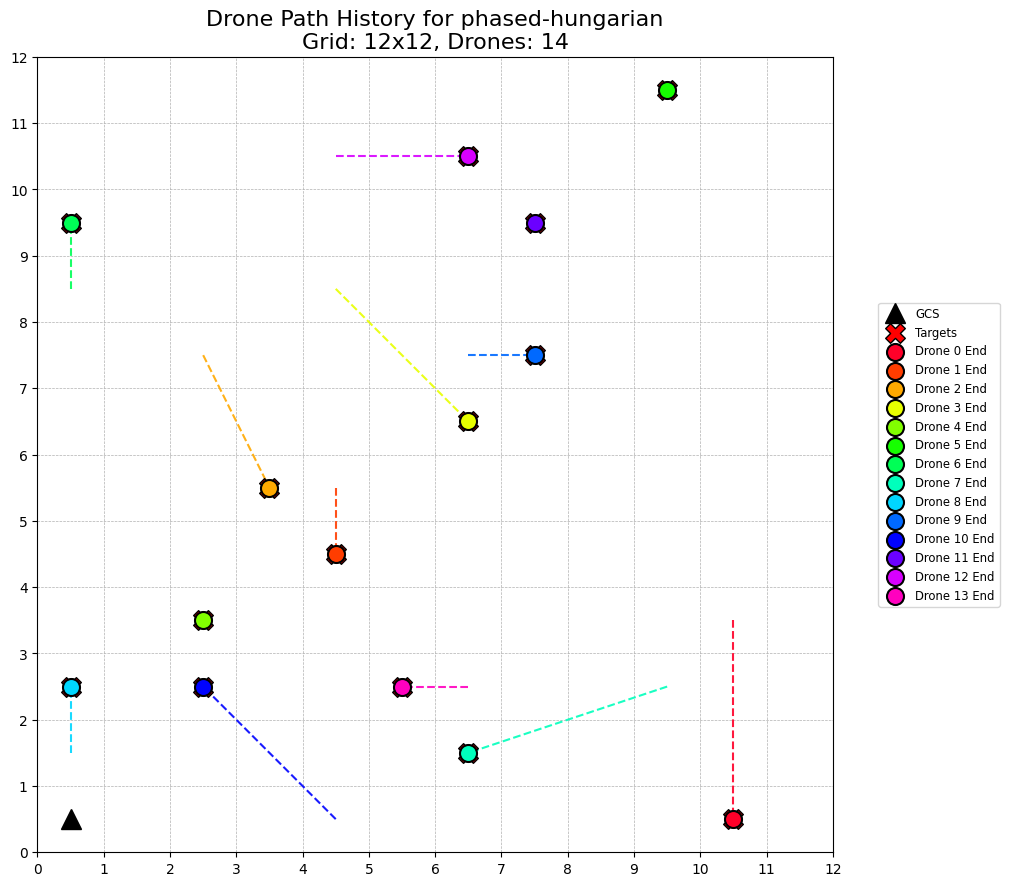 Drone Path History for phased-hungarian
Grid: 12x12, Drones: 14
12
11
10
9
8
7
6
5
4
3
2
1
0
0 1 2 3 4 5 6 7 8 9 10 11 12
GCS
Targets
Drone 0 End
Drone 1 End
Drone 2 End
Drone 3 End
Drone 4 End
Drone 5 End
Drone 6 End
Drone 7 End
Drone 8 End
Drone 9 End
Drone 10 End
Drone 11 End
Drone 12 End
Drone 13 End